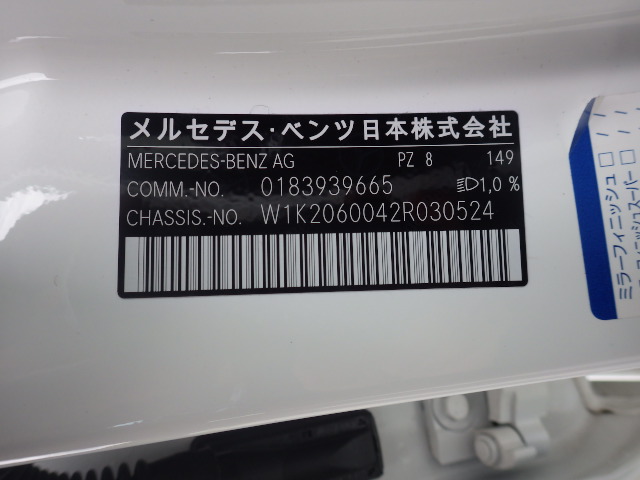 メルセデス・ベンツ日本株式会社
MERCEDES-BENZ AG PZ 8 149
COMM.-NO. 0183939665 1,0 %
CHASSIS.-NO. W1K2060042R030524
ミラーフィニッシュ□